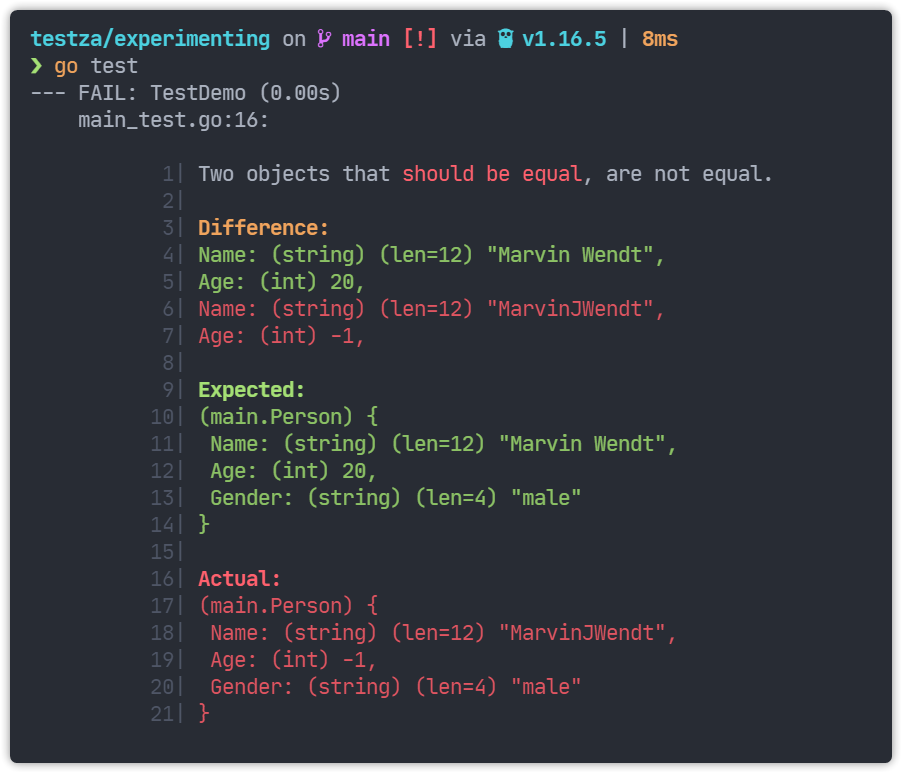 testza/experimenting on main [!] via v1.16.5 | 8ms
❯ go test
--- FAIL: TestDemo (0.00s)
main_test.go:16:
1| Two objects that should be equal, are not equal.
2|
3| Difference:
4| Name: (string) (len=12) "Marvin Wendt",
5| Age: (int) 20,
6| Name: (string) (len=12) "MarvinJWendt",
7| Age: (int) -1,
8|
9| Expected:
10| (main.Person) {
11|  Name: (string) (len=12) "Marvin Wendt",
12|  Age: (int) 20,
13|  Gender: (string) (len=4) "male"
14| }
15|
16| Actual:
17| (main.Person) {
18|  Name: (string) (len=12) "MarvinJWendt",
19|  Age: (int) -1,
20|  Gender: (string) (len=4) "male"
21| }